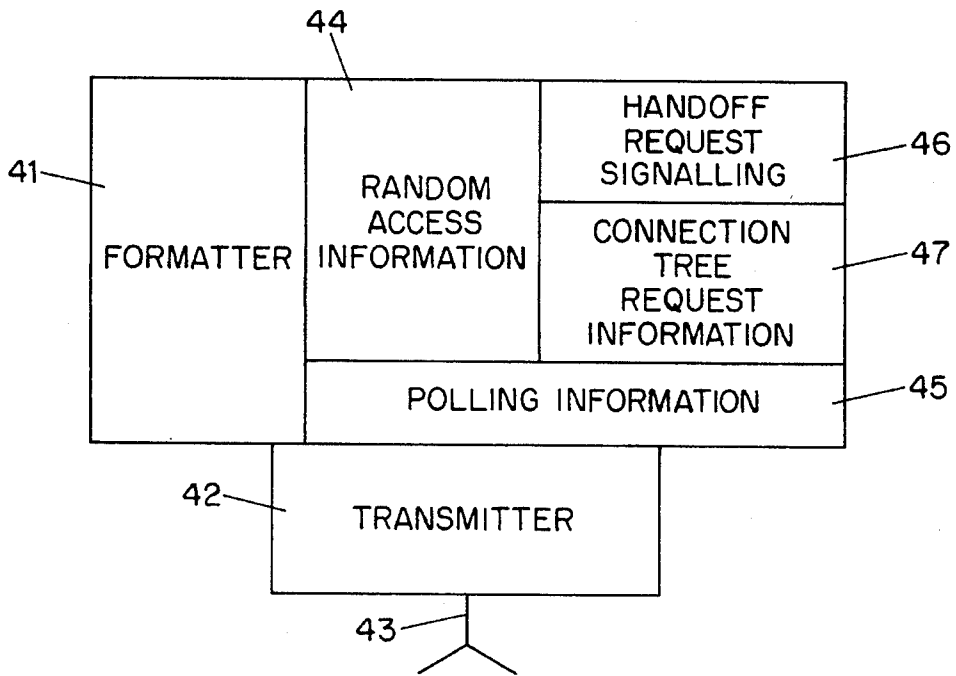 44
HANDOFF
REQUEST
SIGNALLING
46
41
RANDOM
ACCESS
INFORMATION
FORMATTER
CONNECTION
TREE
REQUEST
INFORMATION
47
POLLING INFORMATION
45
42
TRANSMITTER
43